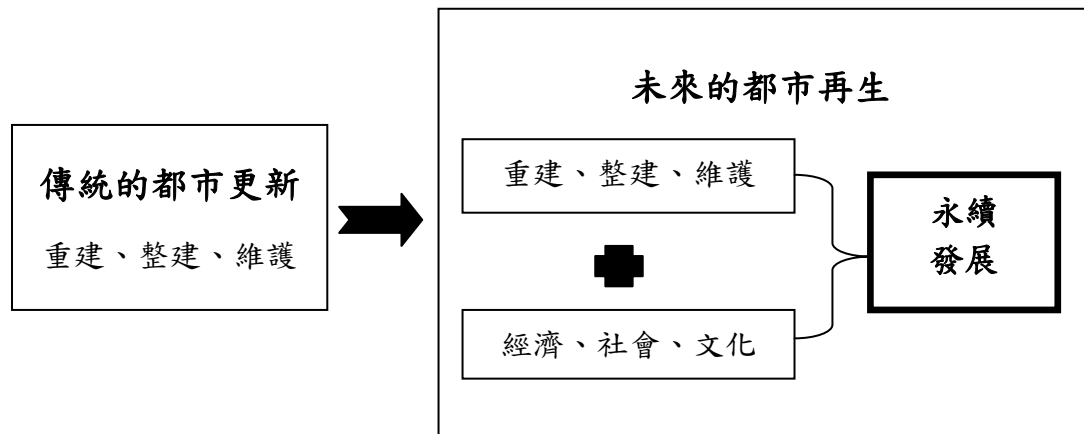 傳統的都市更新
重建、整建、維護
未來的都市再生
重建、整建、維護
經濟、社會、文化
永續
發展